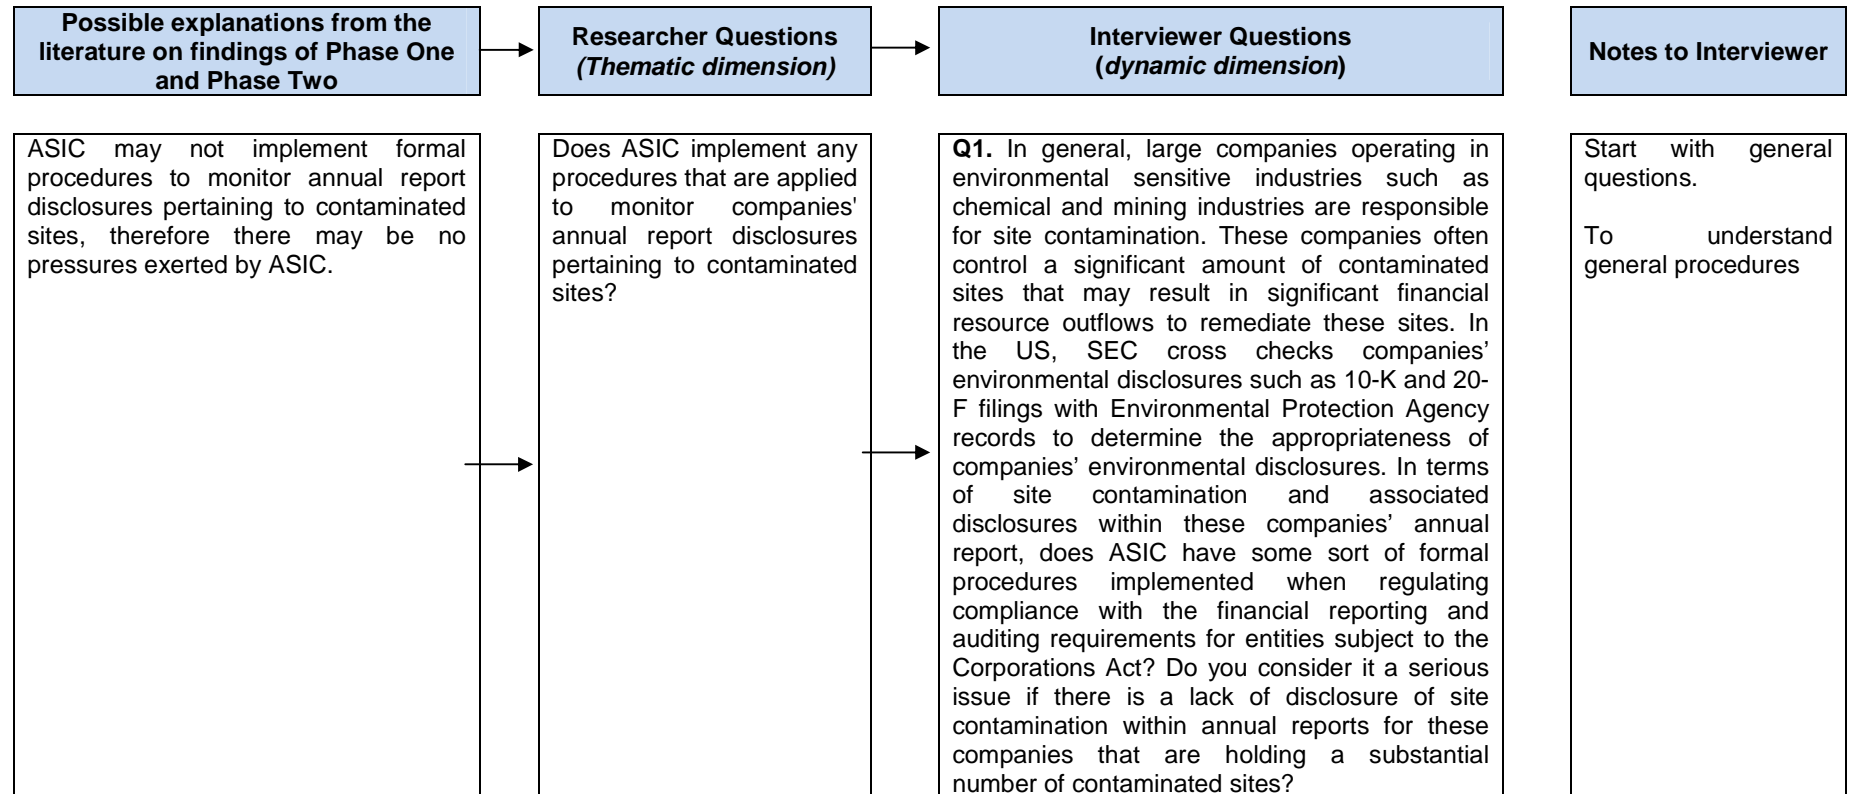 Possible explanations from the
literature on findings of Phase One
and Phase Two
Researcher Questions
(Thematic dimension)
Interviewer Questions
(dynamic dimension)
Notes to Interviewer
ASIC may not implement formal
procedures to monitor annual report
disclosures pertaining to contaminated
sites, therefore there may be no
pressures exerted by ASIC.
Does ASIC implement any
procedures that are applied
to monitor companies'
annual report disclosures
pertaining to contaminated
sites?
Q1. In general, large companies operating in
environmental sensitive industries such as
chemical and mining industries are responsible
for site contamination. These companies often
control a significant amount of contaminated
sites that may result in significant financial
resource outflows to remediate these sites. In
the US, SEC cross checks companies’
environmental disclosures such as 10-K and 20-
F filings with Environmental Protection Agency
records to determine the appropriateness of
companies’ environmental disclosures. In terms
of site contamination and associated
disclosures within these companies’ annual
report, does ASIC have some sort of formal
procedures implemented when regulating
compliance with the financial reporting and
auditing requirements for entities subject to the
Corporations Act? Do you consider it a serious
issue if there is a lack of disclosure of site
contamination within annual reports for these
companies that are holding a substantial
number of contaminated sites?
Start with general
questions.
To understand
general procedures